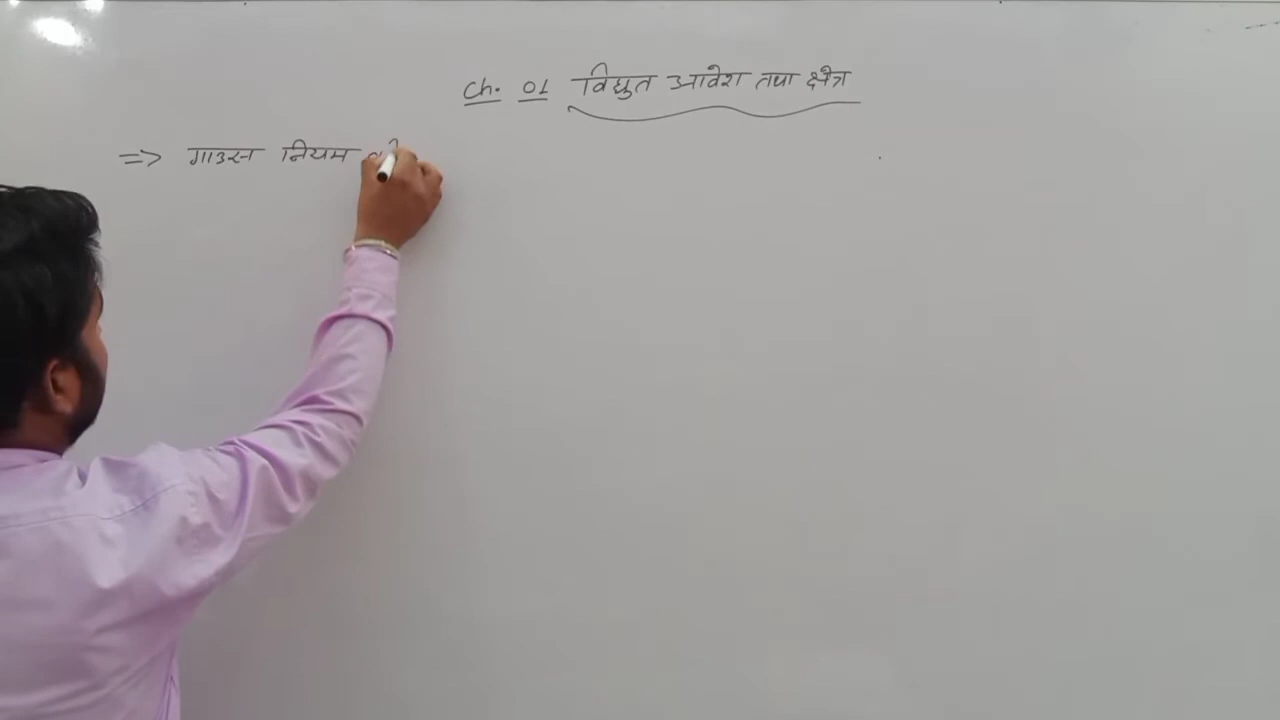 Ch. 01 विद्युत आवेश तथा क्षेत्र
=> गाउस नियम